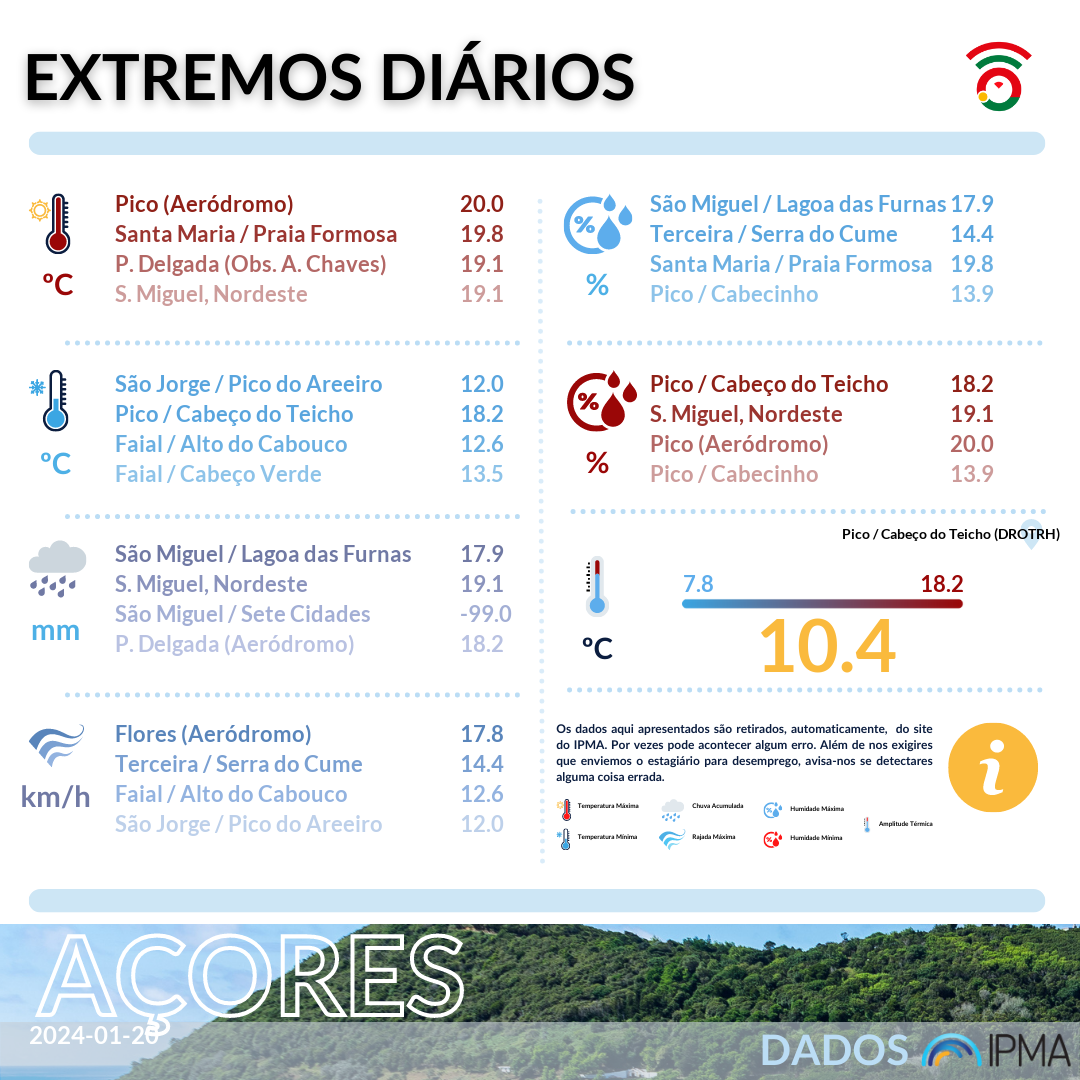 EXTREMOS DIÁRIOS
Pico (Aeródromo) 20.0
Santa Maria / Praia Formosa 19.8
P. Delgada (Obs. A. Chaves) 19.1
S. Miguel, Nordeste 19.1
ºC
São Jorge / Pico do Areeiro 12.0
Pico / Cabeço do Teicho 18.2
Faial / Alto do Cabouco 12.6
Faial / Cabeço Verde 13.5
ºC
São Miguel / Lagoa das Furnas 17.9
S. Miguel, Nordeste 19.1
São Miguel / Sete Cidades -99.0
P. Delgada (Aeródromo) 18.2
mm
Flores (Aeródromo) 17.8
Terceira / Serra do Cume 14.4
Faial / Alto do Cabouco 12.6
São Jorge / Pico do Areeiro 12.0
km/h
%
São Miguel / Lagoa das Furnas 17.9
Terceira / Serra do Cume 14.4
Santa Maria / Praia Formosa 19.8
Pico / Cabecinho 13.9
%
%
Pico / Cabeço do Teicho 18.2
S. Miguel, Nordeste 19.1
Pico (Aeródromo) 20.0
Pico / Cabecinho 13.9
%
Pico / Cabeço do Teicho (DROTRH)
7.8 18.2
10.4
ºC
Os dados aqui apresentados são retirados, automaticamente, do site
do IPMA. Por vezes pode acontecer algum erro. Além de nos exigires
que enviemos o estagiário para desemprego, avisa-nos se detectares
alguma coisa errada.
i
Temperatura Máxima Chuva Acumulada Humidade Máxima
Amplitude Térmica
Temperatura Mínima Rajada Máxima Humidade Mínima
AÇORES
2024-01-20
DADOS IPMA